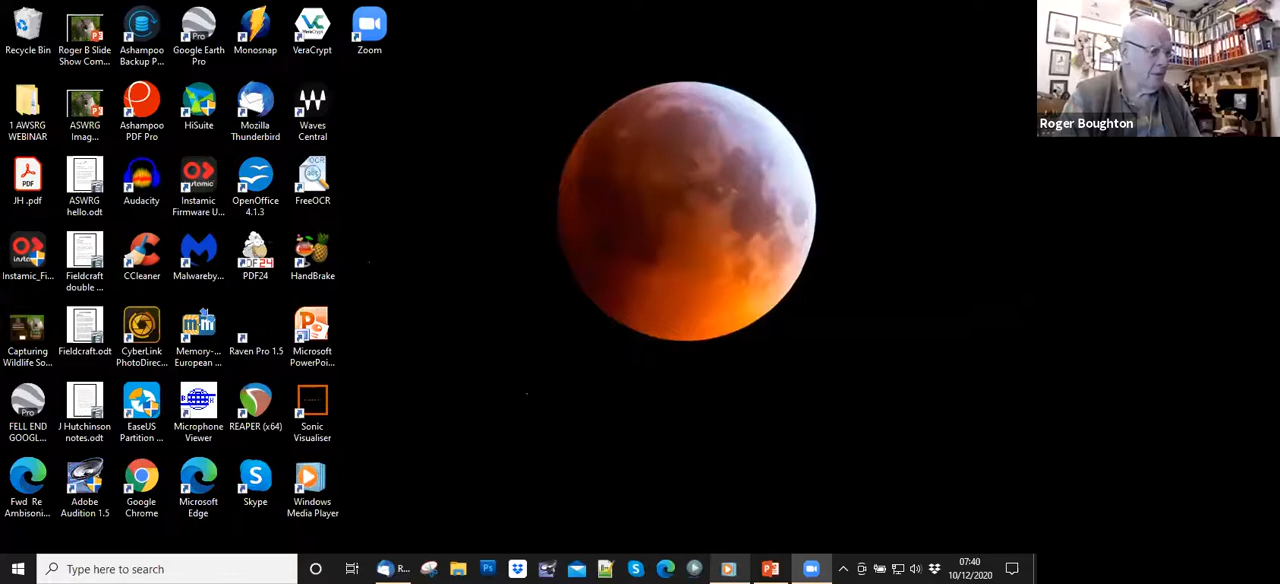 Recycle Bin
Roger B Slide
Show Com...
Ashampoo
Backup P...
Google Earth
Pro
Monosnap
VeraCrypt
Zoom
1 AWSRG
WEBINAR
ASWRG
Imag...
Ashampoo
PDF Pro
HiSuite
Mozilla
Thunderbird
Waves
Central
JH .pdf
ASWRG
hello.odt
Audacity
Instamic
Firmware U...
OpenOffice
4.1.3
FreeOCR
Instamic_Fi...
Fieldcraft
double ...
CCleaner
Malwareby...
PDF24
HandBrake
Capturing
Wildlife So...
Fieldcraft.odt
CyberLink
PhotoDirec...
Memory-...
European ...
Raven Pro 1.5
Microsoft
PowerPoi...
FELL END
GOOGL...
J Hutchinson
notes.odt
EaseUS
Partition ...
Microphone
Viewer
REAPER (x64)
Sonic
Visualiser
Fwd Re
Ambisoni...
Adobe
Audition 1.5
Google
Chrome
Microsoft
Edge
Skype
Windows
Media Player
Roger Boughton
Type here to search
R...
07:40
10/12/2020